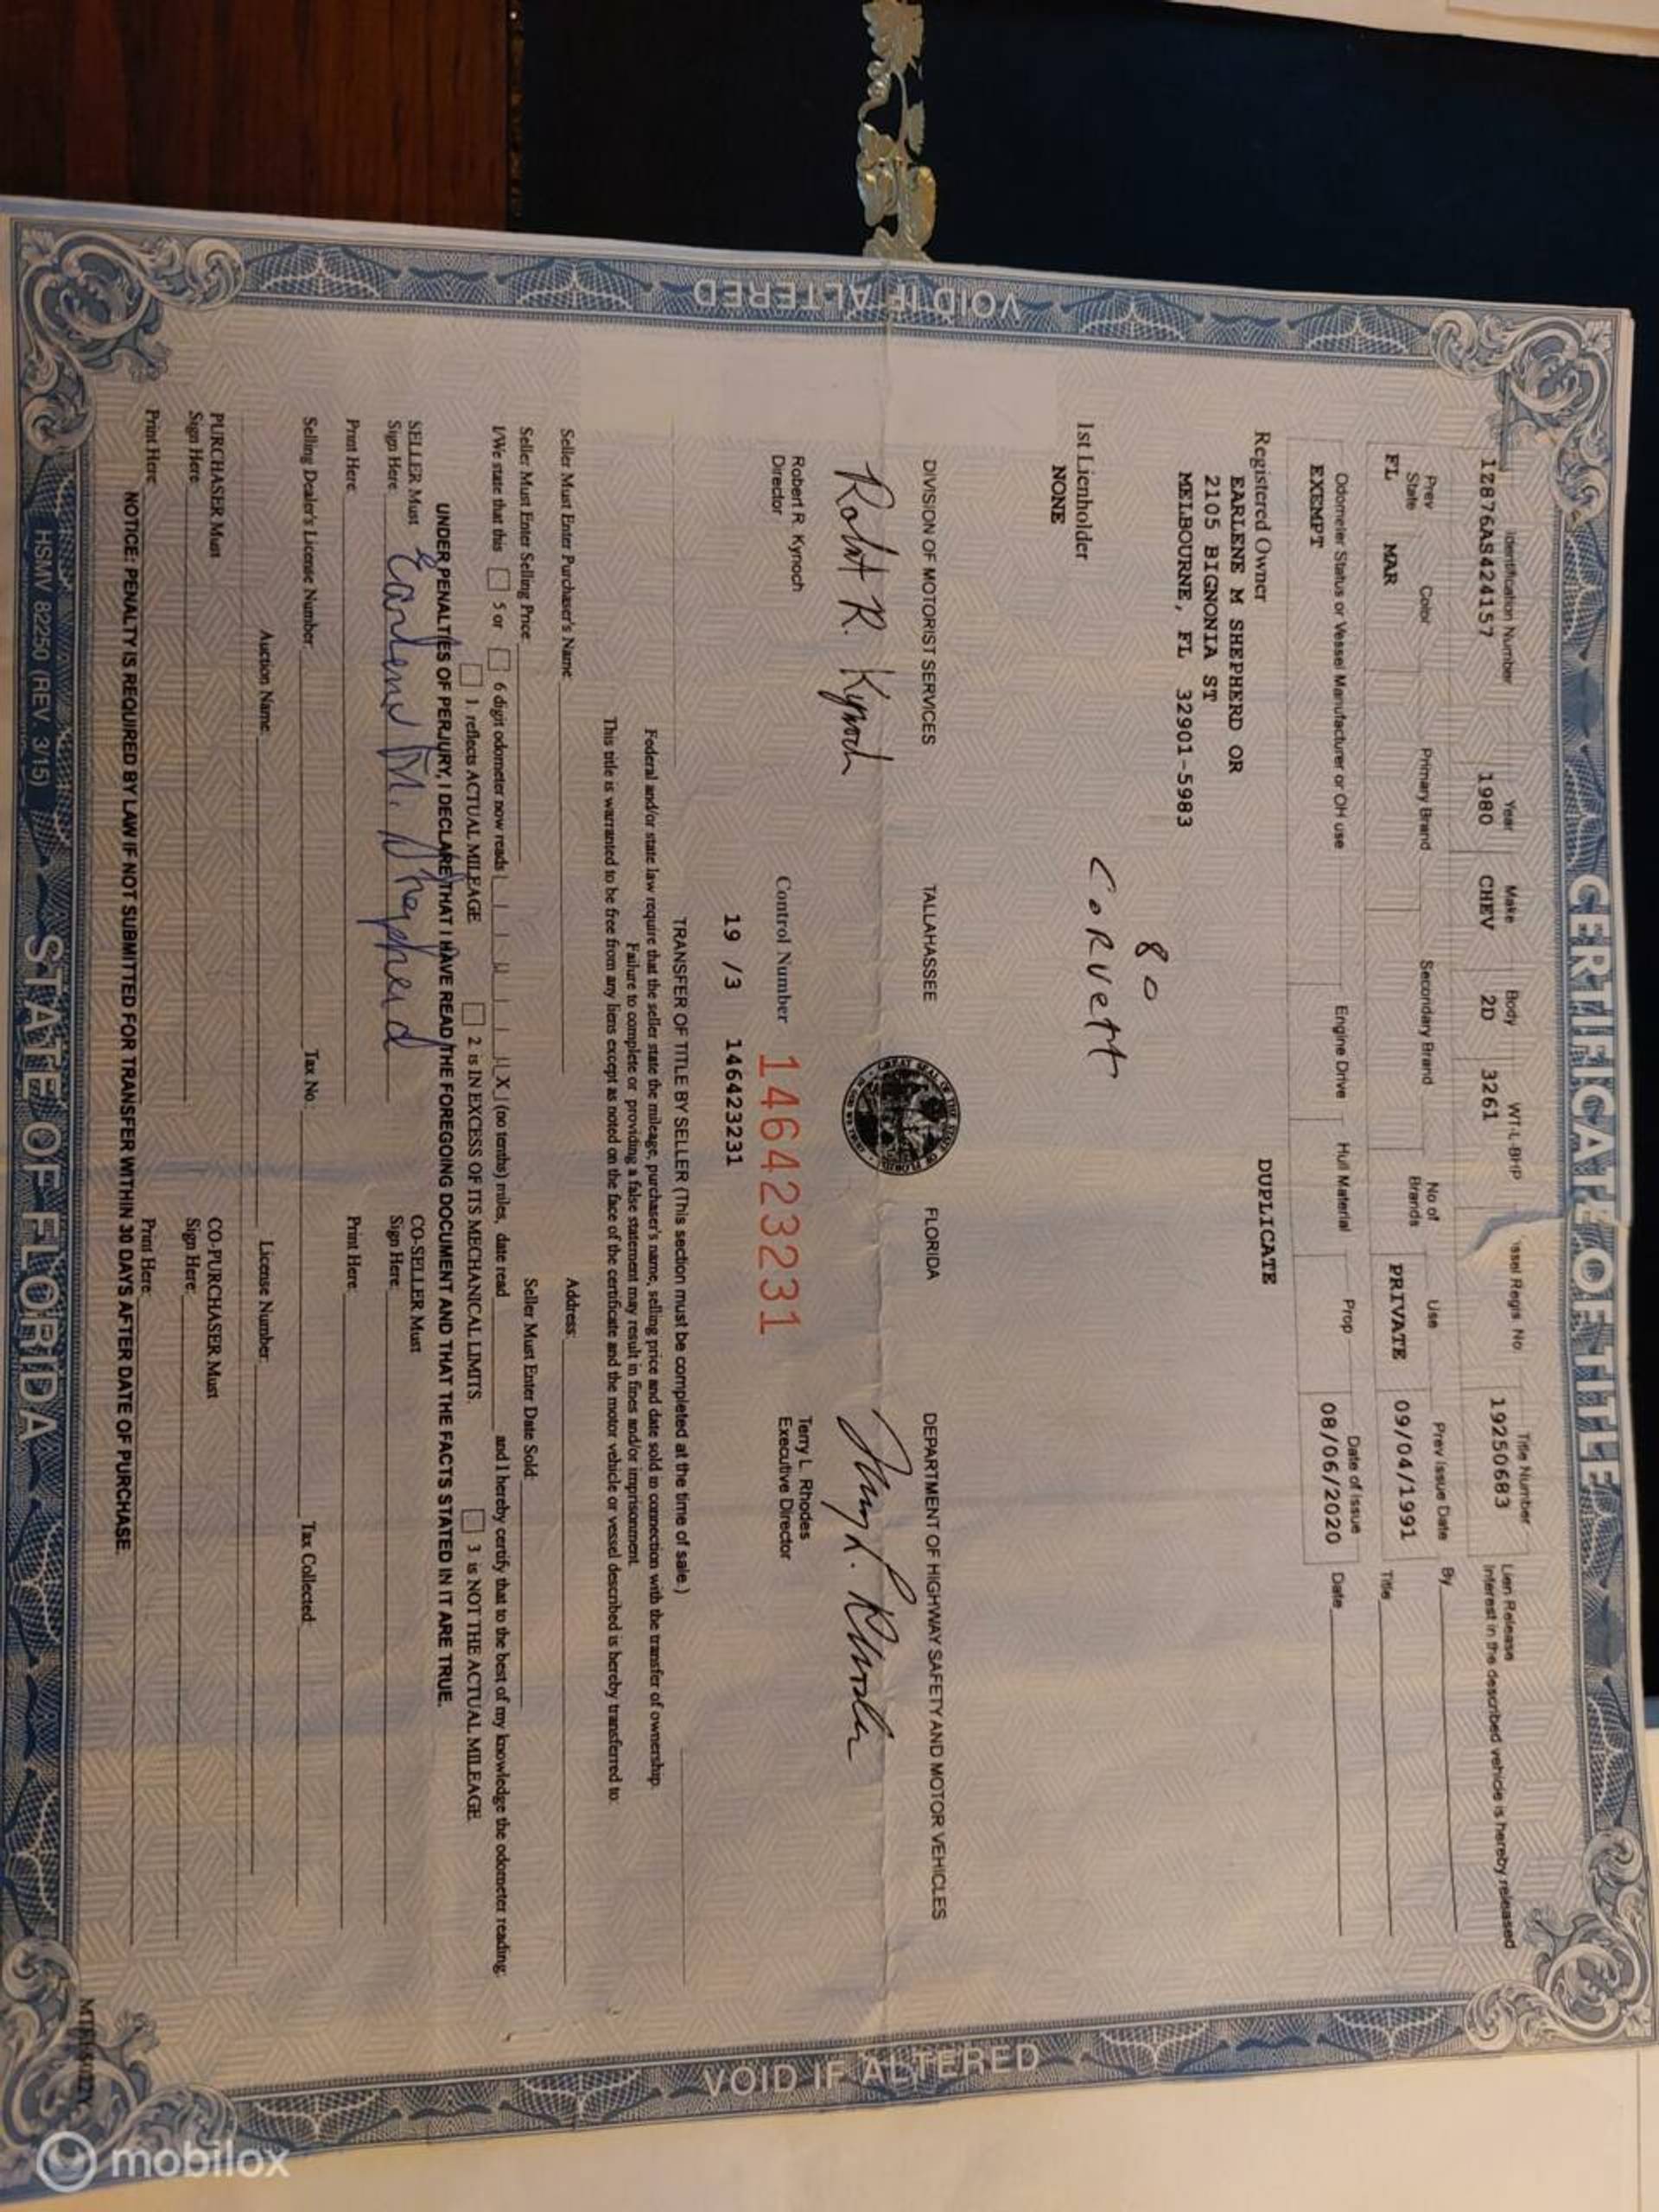 CERTIFICATE OF TITLE
Identification Number Year Make Body WT-L-BHP ssel Regis No Title Number
1Z876AS424157 1980 CHEV 2D 3261 19250683
Lien Release
Interest in the described vehicle is hereby released
Prev State Color Primary Brand Secondary Brand No of Brands Use Prev Issue Date
FL MAR PRIVATE 09/04/1991
By
Title
Odometer Status or Vessel Manufacturer or OH use Engine Drive Hull Material Prop Date of Issue
EXEMPT 08/06/2020
Date
Registered Owner DUPLICATE
EARLENE M SHEPHERD OR
2105 BIGNONIA ST
MELBOURNE, FL 32901-5983
80
CORVett
1st Lienholder
NONE
DIVISION OF MOTORIST SERVICES TALLAHASSEE FLORIDA DEPARTMENT OF HIGHWAY SAFETY AND MOTOR VEHICLES
GREAT SEAL OF THE STATE OF FLORIDA
Robert R. Kynoch
Terry L. Rhodes
Robert R. Kynoch
Director
Control Number 146423231
Terry L. Rhodes
Executive Director
19 /3 146423231
TRANSFER OF TITLE BY SELLER (This section must be completed at the time of sale.)
Federal and/or state law require that the seller state the mileage, purchaser's name, selling price and date sold in connection with the transfer of ownership.
Failure to complete or providing a false statement may result in fines and/or imprisonment.
This title is warranted to be free from any liens except as noted on the face of the certificate and the motor vehicle or vessel described is hereby transferred to:
Seller Must Enter Purchaser's Name: Address:
Seller Must Enter Selling Price: Seller Must Enter Date Sold:
I/We state that this 5 or 6 digit odometer now reads X (no tenths) miles, date read and I hereby certify that to the best of my knowledge the odometer reading:
1. reflects ACTUAL MILEAGE 2 is IN EXCESS OF ITS MECHANICAL LIMITS. 3 is NOT THE ACTUAL MILEAGE
UNDER PENALTIES OF PERJURY, I DECLARE THAT I HAVE READ THE FOREGOING DOCUMENT AND THAT THE FACTS STATED IN IT ARE TRUE.
SELLER Must Sign Here: Earlene M. Shepherd CO-SELLER Must Sign Here:
Print Here: Print Here:
Selling Dealer's License Number: Tax No.: Tax Collected:
Auction Name: License Number:
PURCHASER Must Sign Here: CO-PURCHASER Must Sign Here:
Print Here: Print Here:
NOTICE: PENALTY IS REQUIRED BY LAW IF NOT SUBMITTED FOR TRANSFER WITHIN 30 DAYS AFTER DATE OF PURCHASE.
HSMV 82250 (REV. 3/15) STATE OF FLORIDA
VOID IF ALTERED
VOID IF ALTERED
mobilox